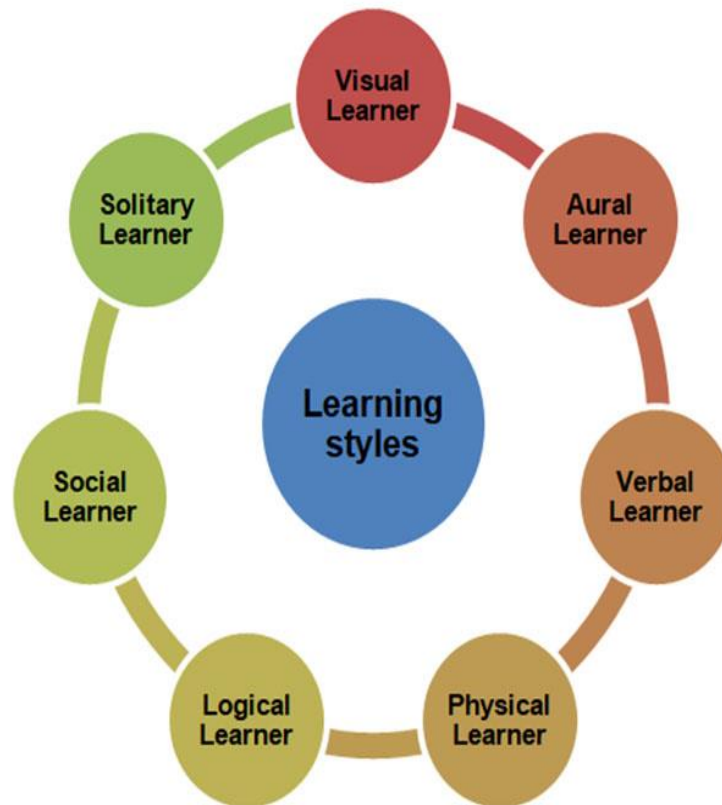 Visual
Learner
Aural
Learner
Verbal
Learner
Physical
Learner
Logical
Learner
Social
Learner
Solitary
Learner
Learning
styles